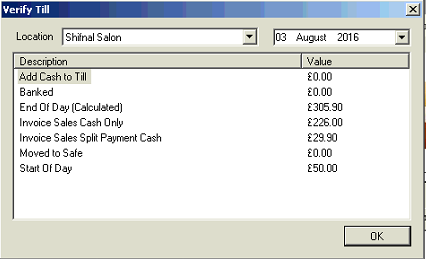 Verify Till
Location Shifnal Salon 03 August 2016
Description Value
Add Cash to Till £0.00
Banked £0.00
End Of Day (Calculated) £305.90
Invoice Sales Cash Only £226.00
Invoice Sales Split Payment Cash £29.90
Moved to Safe £0.00
Start Of Day £50.00
OK